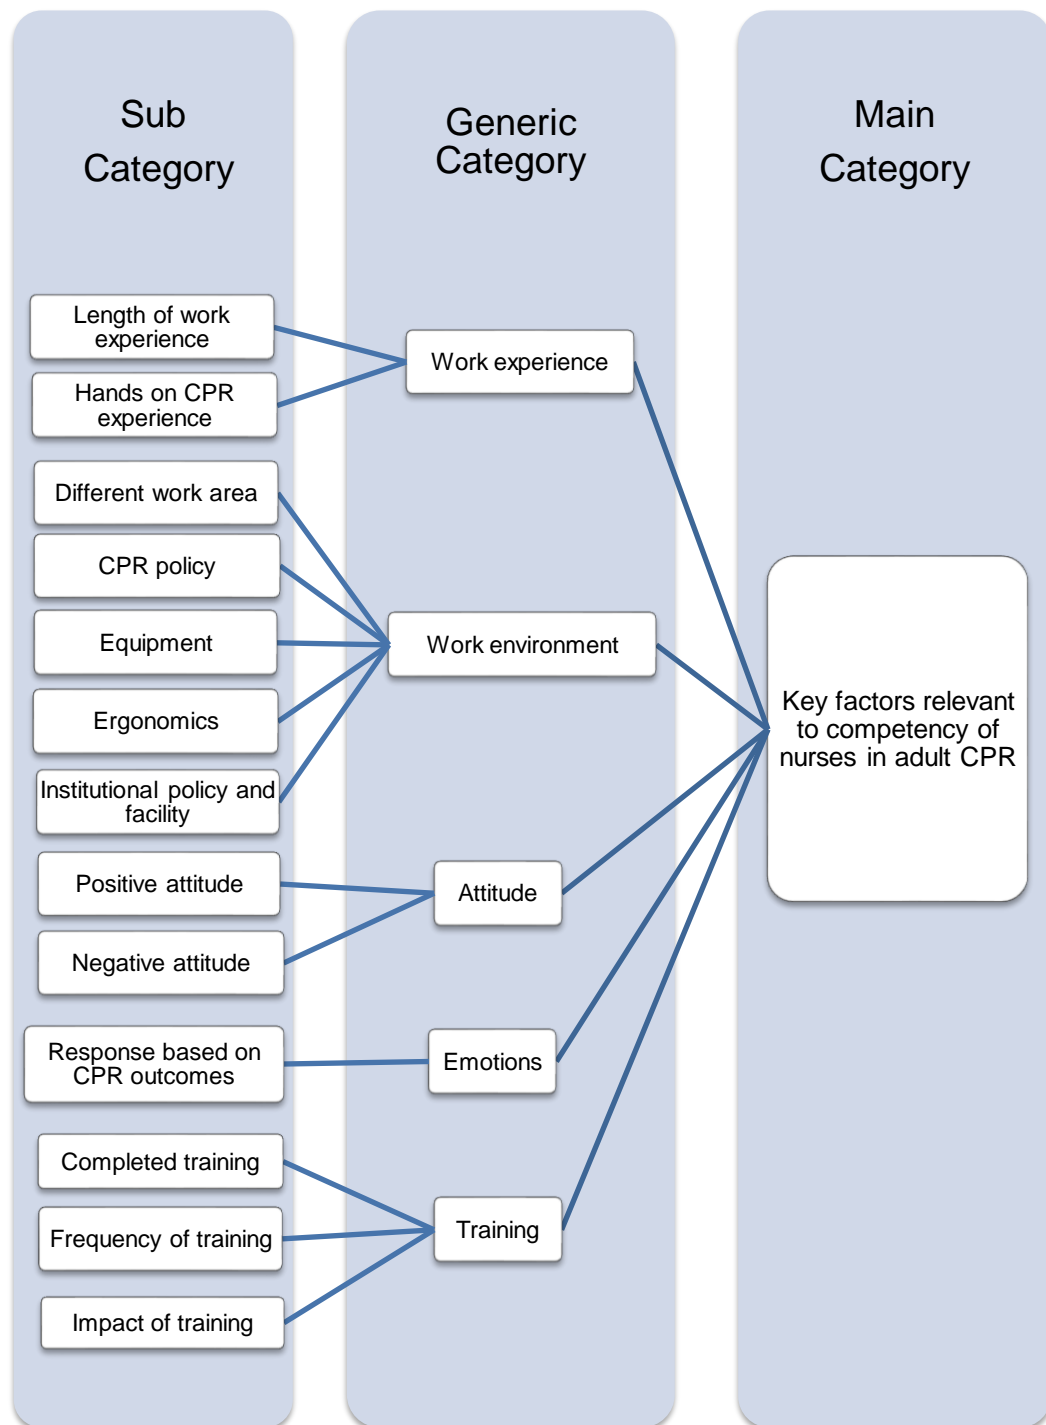 Sub
Category
Generic
Category
Main
Category
Length of work
experience
Hands on CPR
experience
Different work area
CPR policy
Equipment
Ergonomics
Institutional policy and
facility
Positive attitude
Negative attitude
Response based on
CPR outcomes
Completed training
Frequency of training
Impact of training
Work experience
Work environment
Attitude
Emotions
Training
Key factors relevant
to competency of
nurses in adult CPR